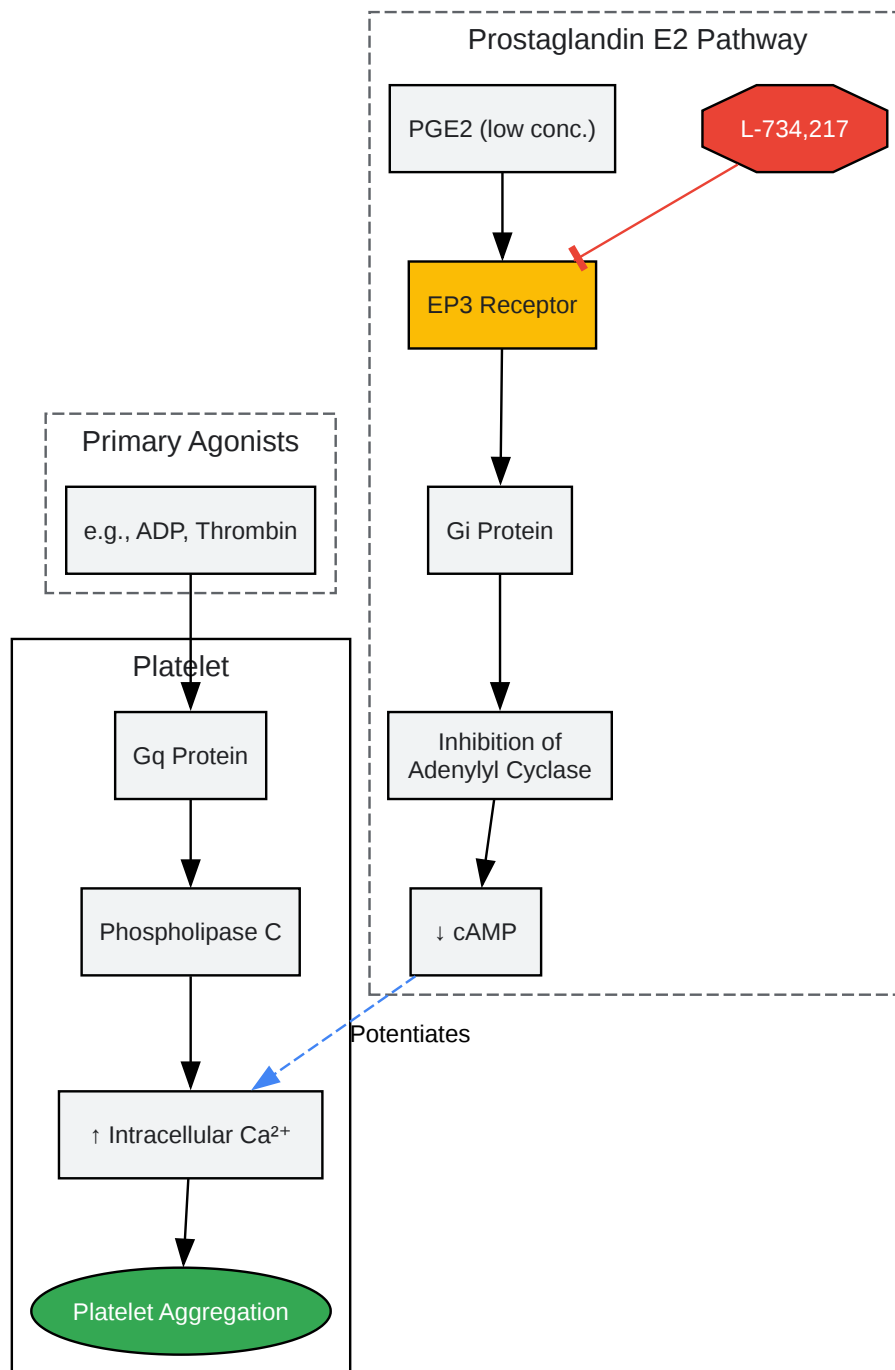 Prostaglandin E2 Pathway
PGE2 (low conc.)
L-734,217
EP3 Receptor
Primary Agonists
e.g., ADP, Thrombin
Gi Protein
Platelet
Gq Protein
Inhibition of
Adenylyl Cyclase
Phospholipase C
↓ cAMP
Potentiates
↑ Intracellular Ca²⁺
Platelet Aggregation